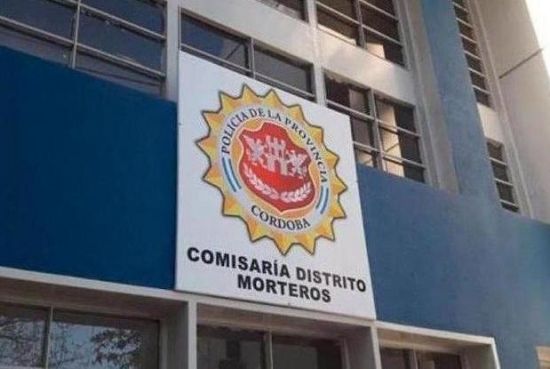 POLICIA DE LA PROVINCIA
CORDOBA
COMISARÍA DISTRITO
MORTEROS